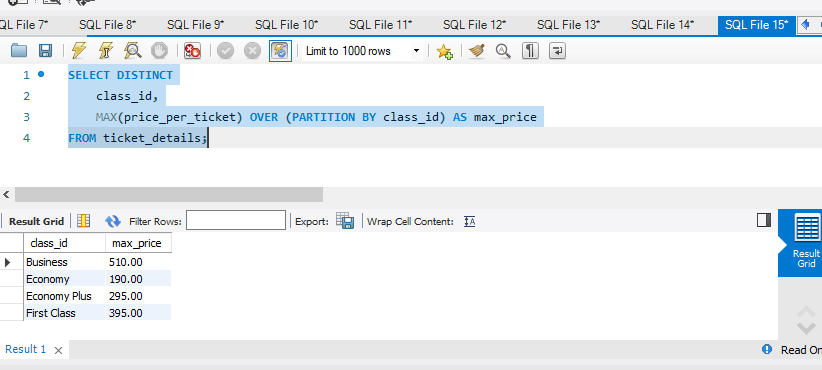 QL File 7* SQL File 8* SQL File 9* SQL File 10* SQL File 11* SQL File 12* SQL File 13* SQL File 14* SQL File 15*
Limit to 1000 rows
1 SELECT DISTINCT
2 class_id,
3 MAX(price_per_ticket) OVER (PARTITION BY class_id) AS max_price
4 FROM ticket_details;
Result Grid Filter Rows: Export: Wrap Cell Content: IA
class_id max_price
Business 510.00
Economy 190.00
Economy Plus 295.00
First Class 395.00
Result
Grid
Result 1 Read On